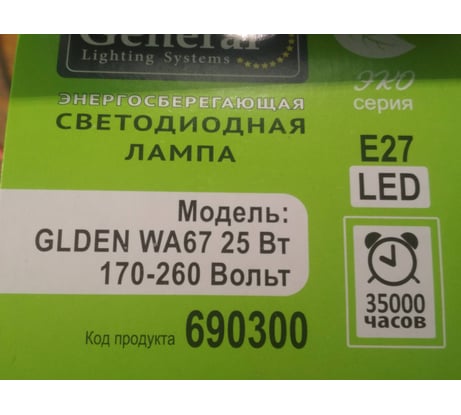 General
Lighting Systems
ЭНЕРГОСБЕРЕГАЮЩАЯ
СВЕТОДИОДНАЯ
ЛАМПА
ЭКО
серия
E27
LED
Модель:
GLDEN WA67 25 Вт
170-260 Вольт
Код продукта 690300
35000
часов